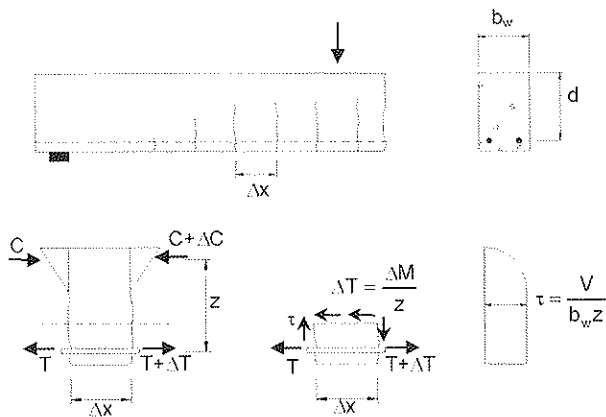 b_w
d
Δx
C
C + ΔC
z
T
T + ΔT
Δx
ΔT = ΔM / z
τ
T
T + ΔT
Δx
τ = V / b_w z